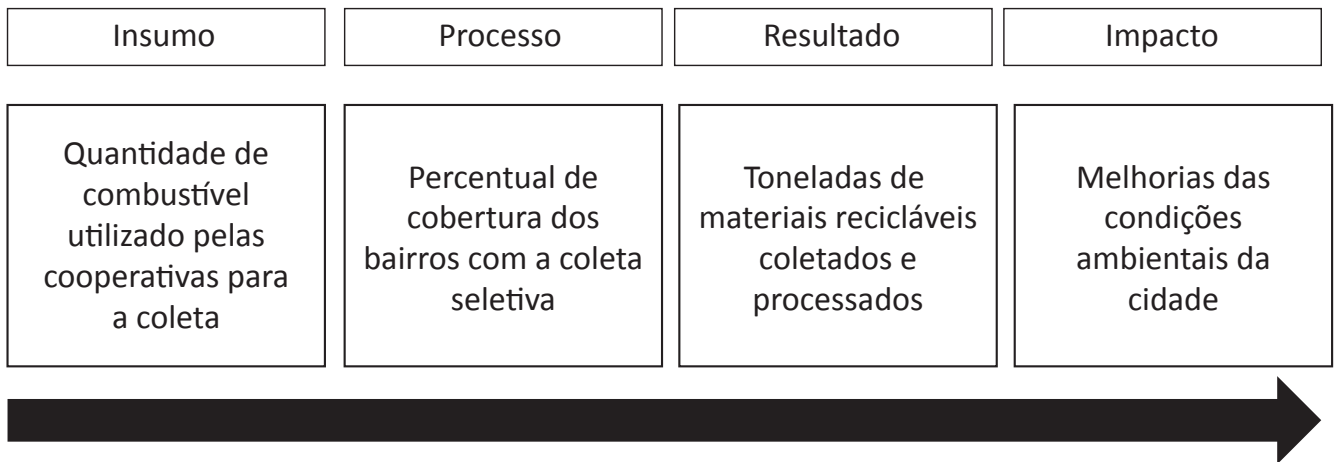 Insumo
Processo
Resultado
Impacto
Quantidade de
combustível
utilizado pelas
cooperativas para
a coleta
Percentual de
cobertura dos
bairros com a coleta
seletiva
Toneladas de
materiais recicláveis
coletados e
processados
Melhorias das
condições
ambientais da
cidade